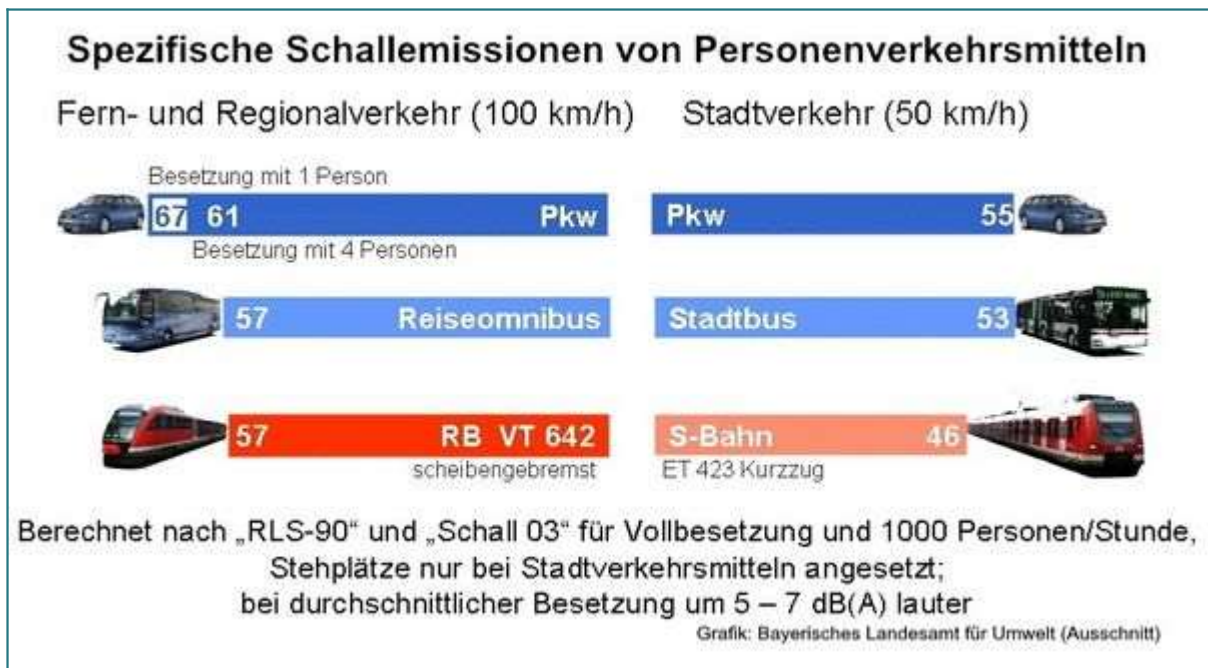 Spezifische Schallemissionen von Personenverkehrsmitteln
Fern- und Regionalverkehr (100 km/h)
Besetzung mit 1 Person
67 61 Pkw
Besetzung mit 4 Personen
57 Reiseomnibus
57 RB VT 642
scheibengebremst
Stadtverkehr (50 km/h)
Pkw 55
Stadtbus 53
S-Bahn 46
ET 423 Kurzzug
Berechnet nach „RLS-90“ und „Schall 03“ für Vollbesetzung und 1000 Personen/Stunde,
Stehplätze nur bei Stadtverkehrsmitteln angesetzt;
bei durchschnittlicher Besetzung um 5 – 7 dB(A) lauter
Grafik: Bayerisches Landesamt für Umwelt (Ausschnitt)